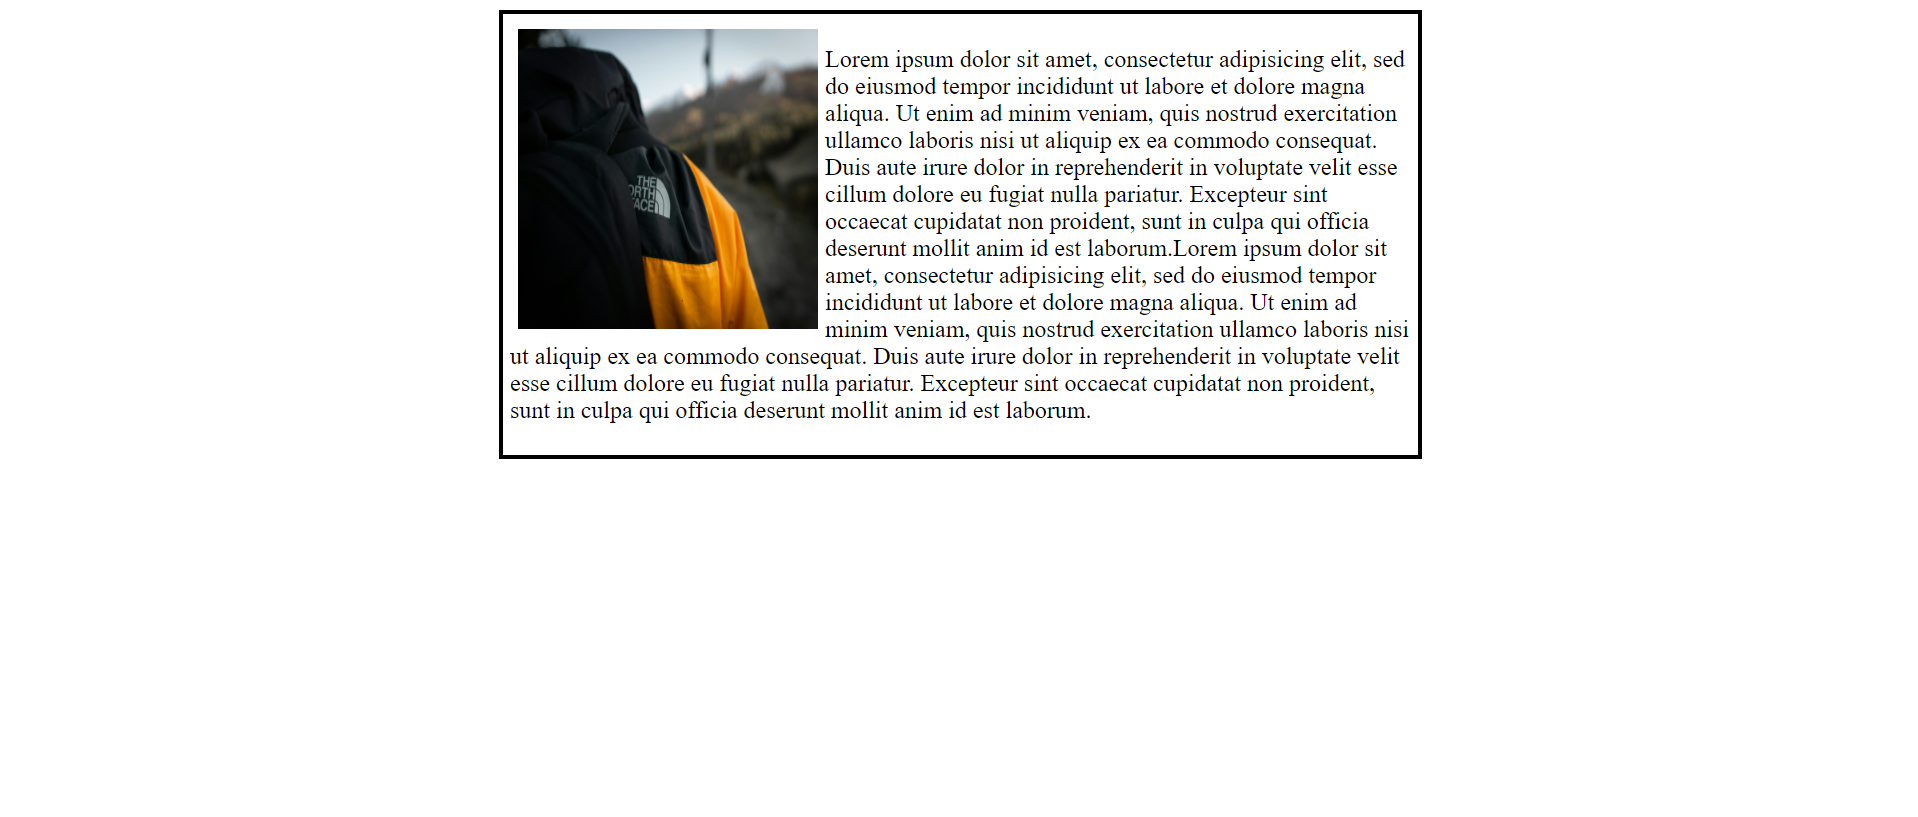 THE
ORTH
ACE
Lorem ipsum dolor sit amet, consectetur adipisicing elit, sed
do eiusmod tempor incididunt ut labore et dolore magna
aliqua. Ut enim ad minim veniam, quis nostrud exercitation
ullamco laboris nisi ut aliquip ex ea commodo consequat.
Duis aute irure dolor in reprehenderit in voluptate velit esse
cillum dolore eu fugiat nulla pariatur. Excepteur sint
occaecat cupidatat non proident, sunt in culpa qui officia
deserunt mollit anim id est laborum.Lorem ipsum dolor sit
amet, consectetur adipisicing elit, sed do eiusmod tempor
incididunt ut labore et dolore magna aliqua. Ut enim ad
minim veniam, quis nostrud exercitation ullamco laboris nisi
ut aliquip ex ea commodo consequat. Duis aute irure dolor in reprehenderit in voluptate velit
esse cillum dolore eu fugiat nulla pariatur. Excepteur sint occaecat cupidatat non proident,
sunt in culpa qui officia deserunt mollit anim id est laborum.